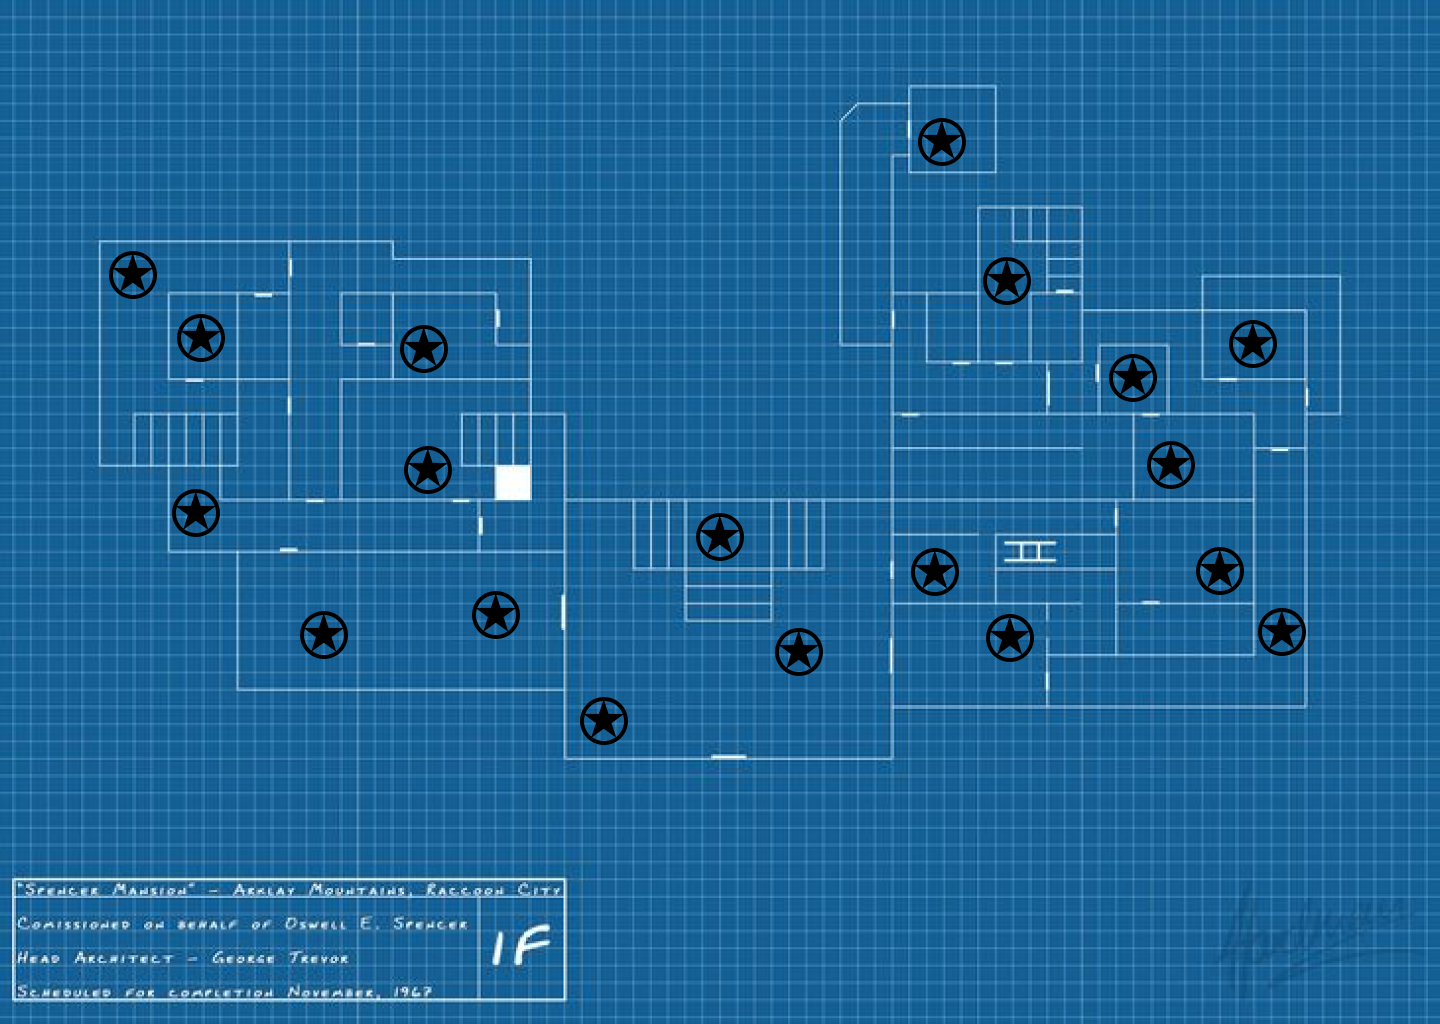 "Spencer Mansion" – Arklay Mountains, Raccoon City
Comissioned on behalf of Oswell E. Spencer
Head Architect – George Trevor
Scheduled for completion November, 1967
1F